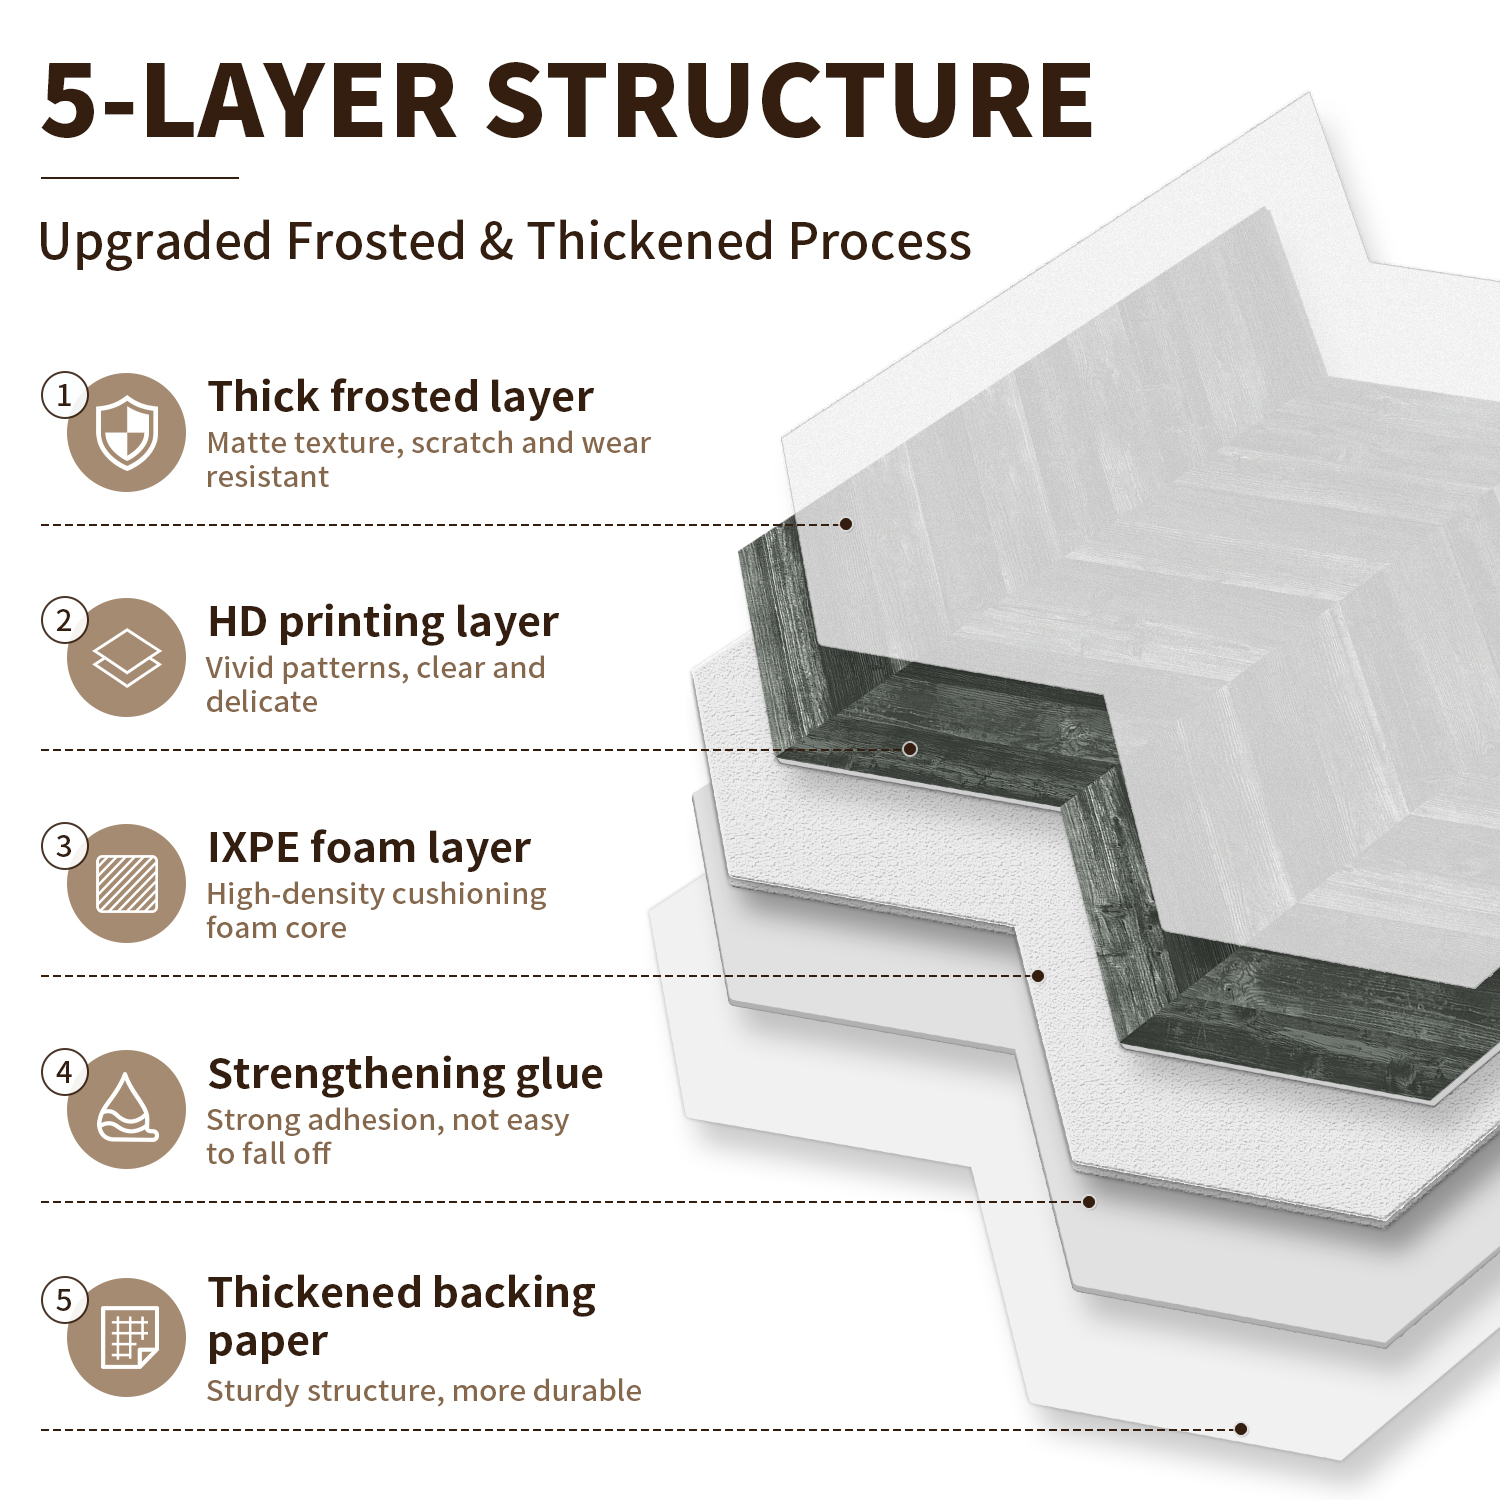 5-LAYER STRUCTURE
Upgraded Frosted & Thickened Process
1
Thick frosted layer
Matte texture, scratch and wear
resistant
2
HD printing layer
Vivid patterns, clear and
delicate
3
IXPE foam layer
High-density cushioning
foam core
4
Strengthening glue
Strong adhesion, not easy
to fall off
5
Thickened backing
paper
Sturdy structure, more durable